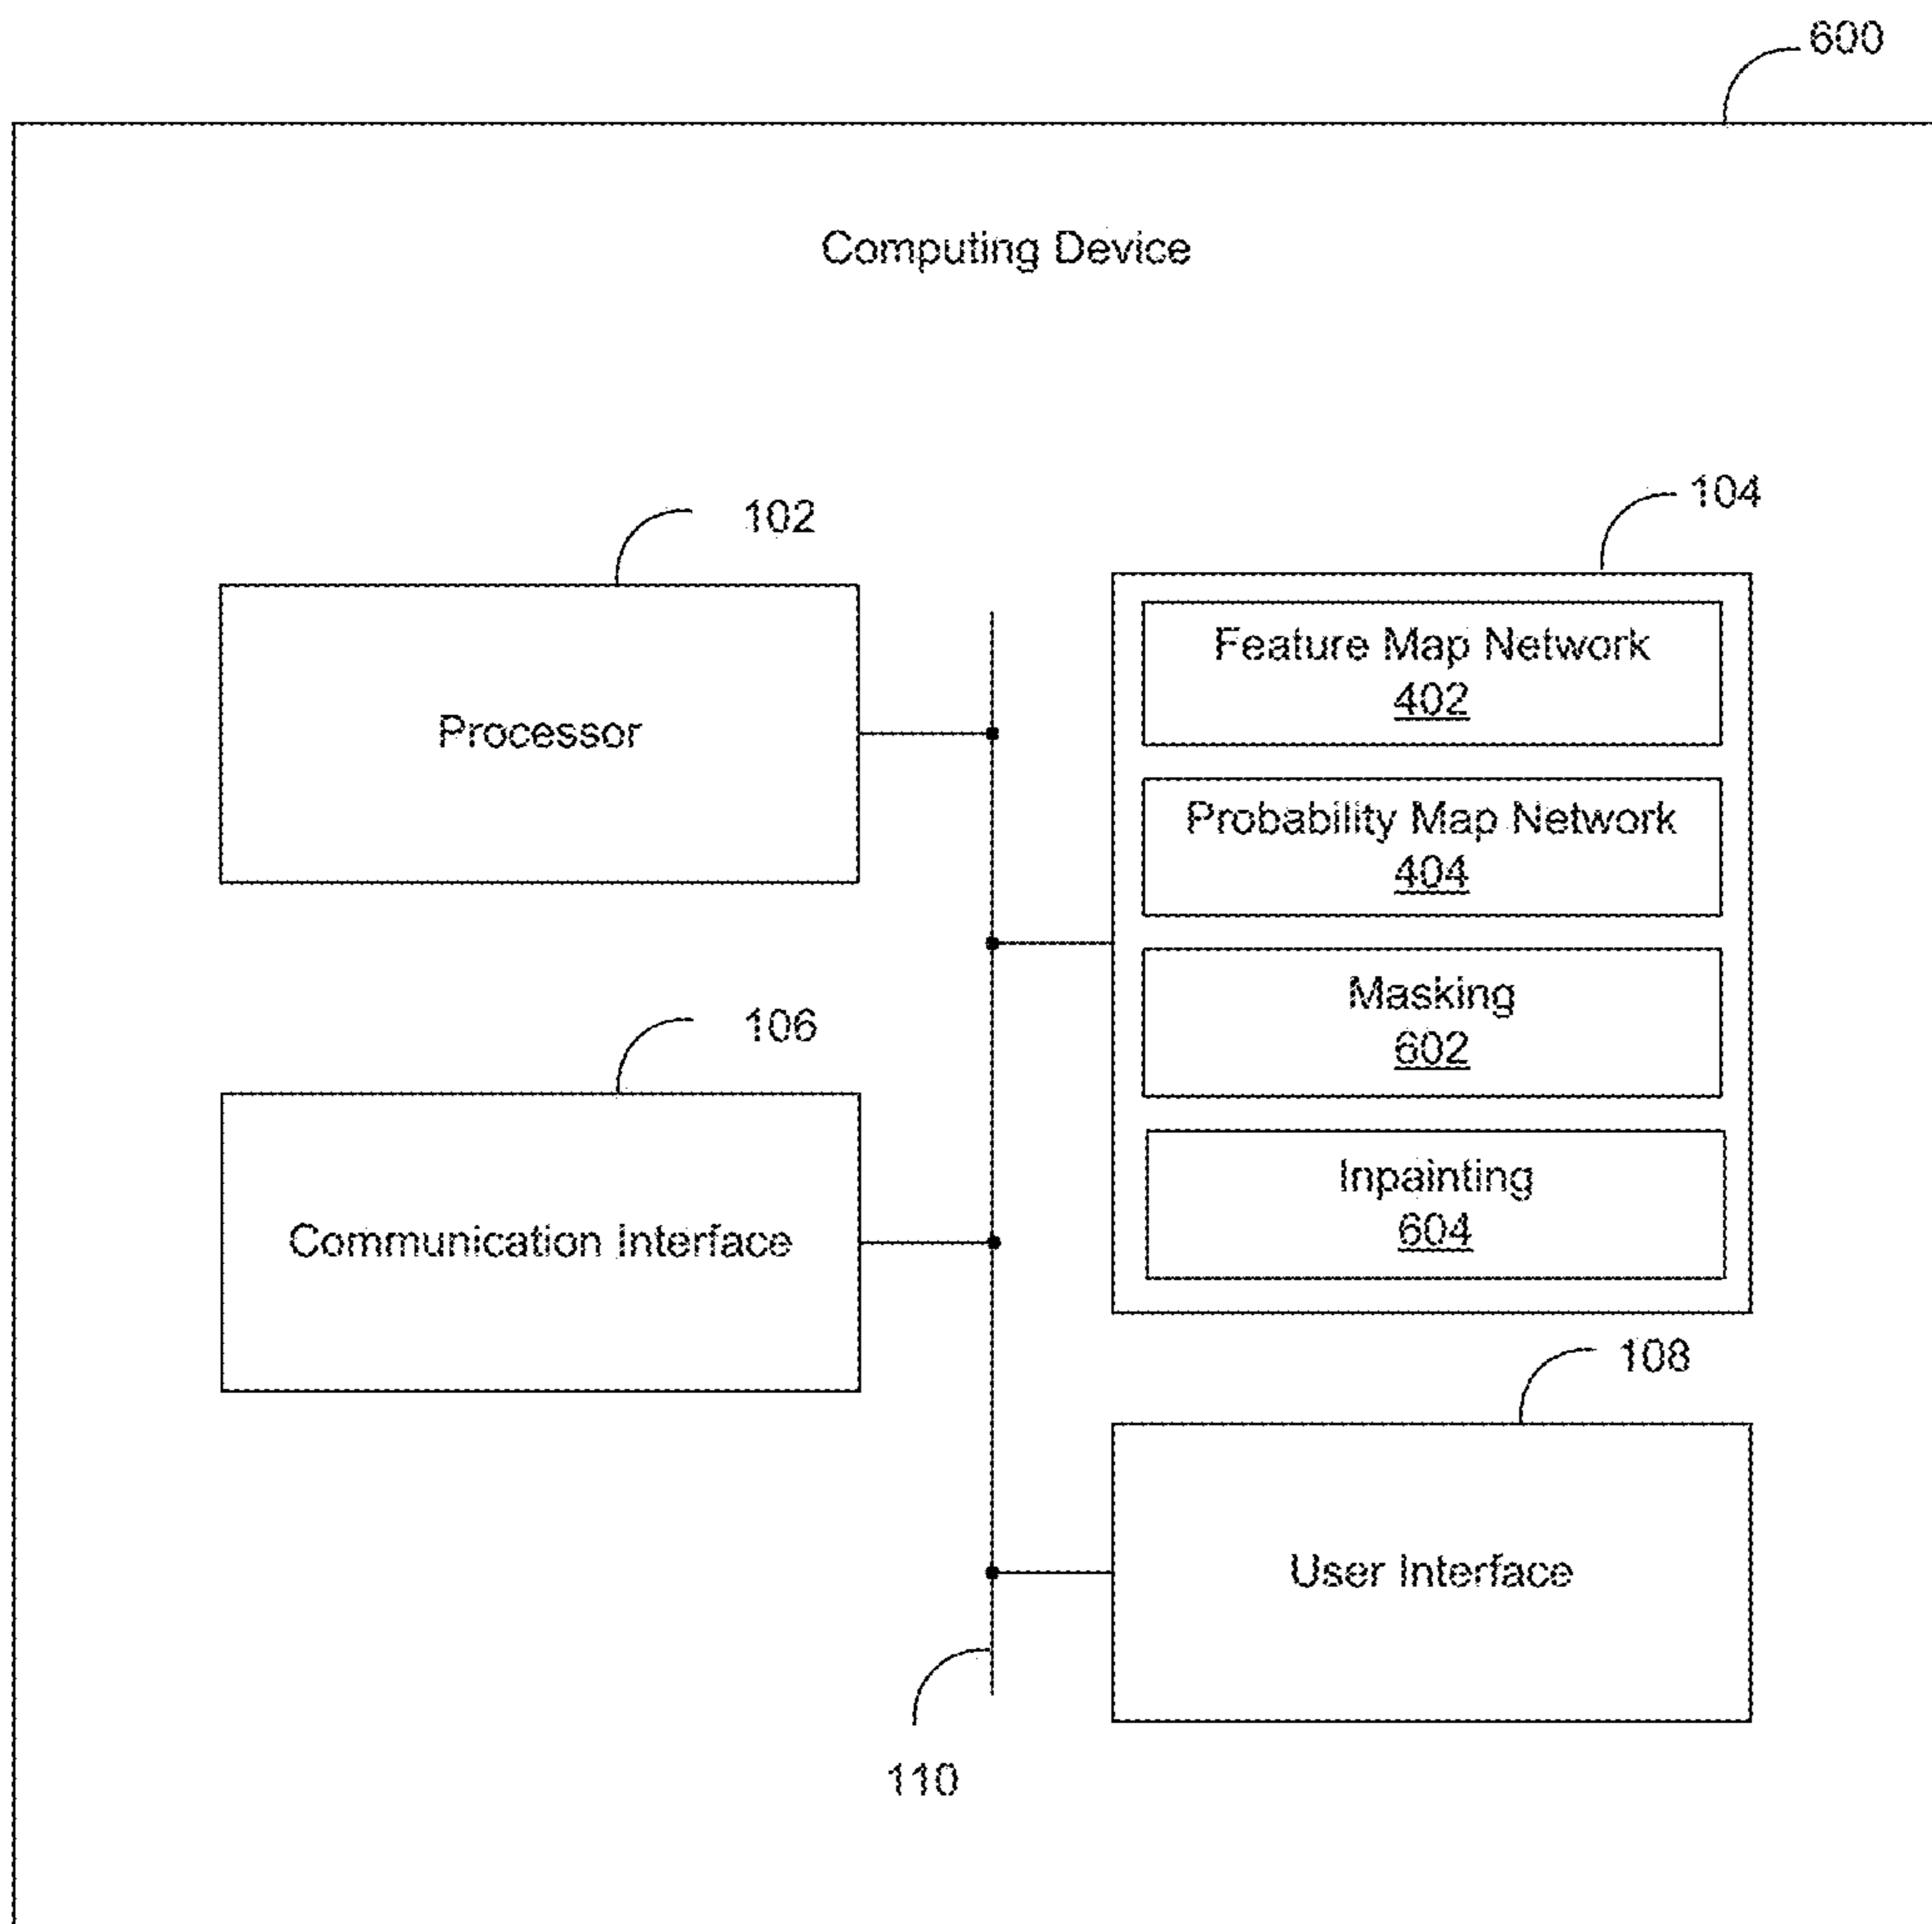 600
Computing Device
102
104
Processor
Feature Map Network
402
Probability Map Network
404
Masking
602
Inpainting
604
106
Communication Interface
108
User Interface
110